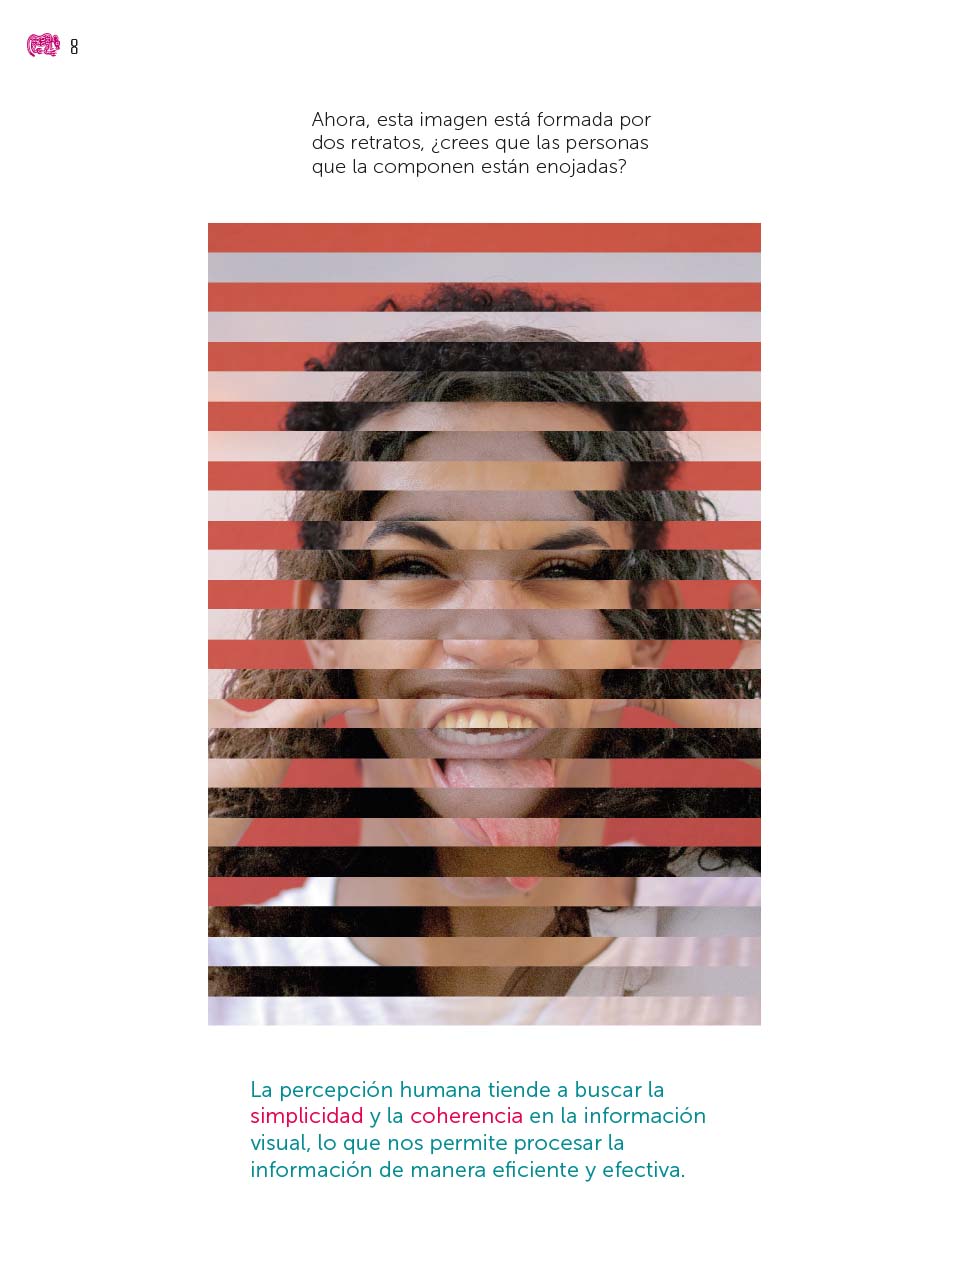 8
Ahora, esta imagen está formada por
dos retratos, ¿crees que las personas
que la componen están enojadas?
La percepción humana tiende a buscar la
simplicidad y la coherencia en la información
visual, lo que nos permite procesar la
información de manera eficiente y efectiva.